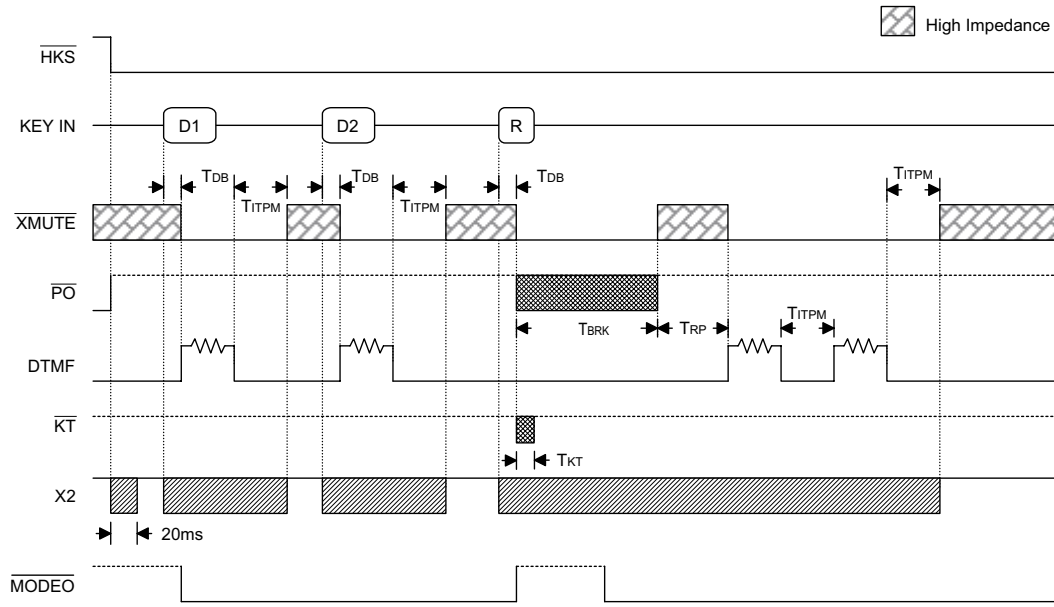 High Impedance
HKS
KEY IN D1 D2 R
TDB TDB TDB TITPM
TITPM TITPM
XMUTE
PO
TBRK TRP TITPM
DTMF
KT
TKT
X2
20ms
MODEO